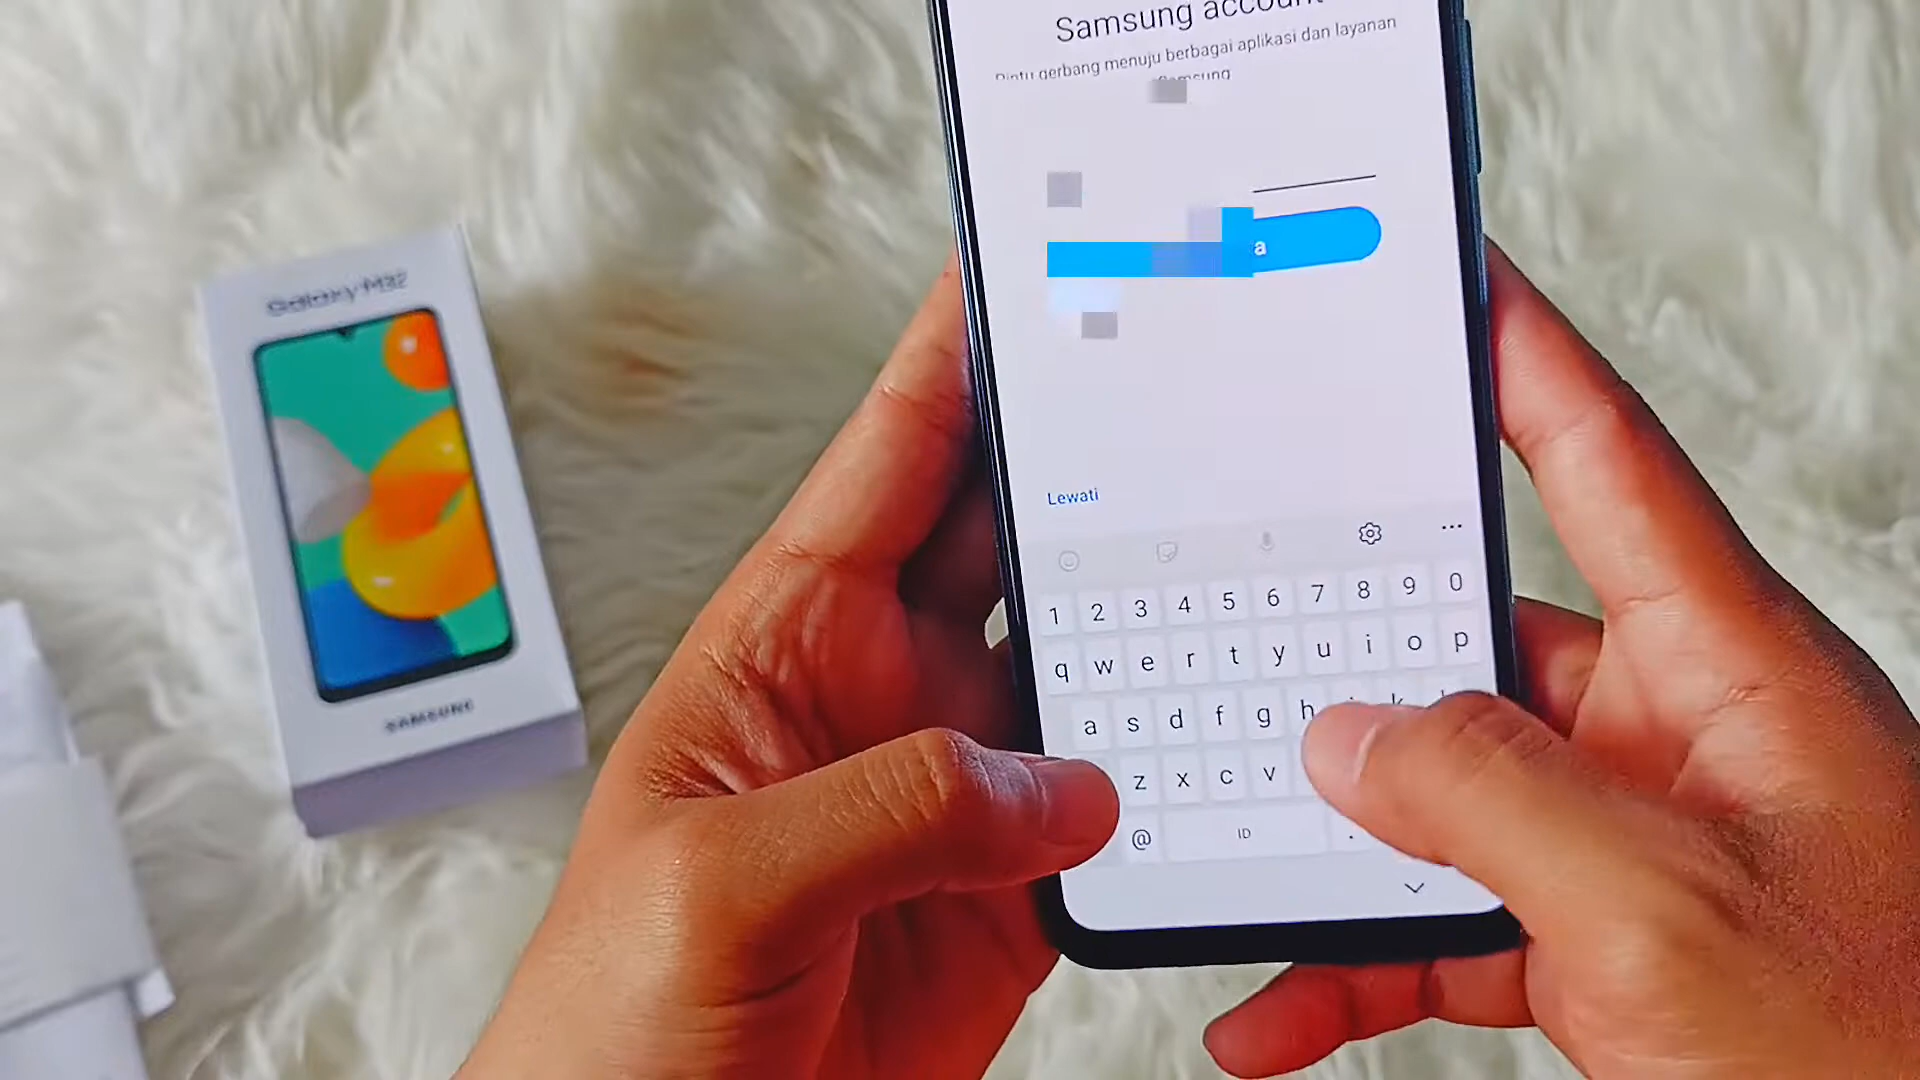 Samsung account
Pintu gerbang menuju berbagai aplikasi dan layanan
Samsung
a
Lewati
1 2 3 4 5 6 7 8 9 0
q w e r t y u i o p
a s d f g h
z x c v
@ ID .
Galaxy M32
SAMSUNG